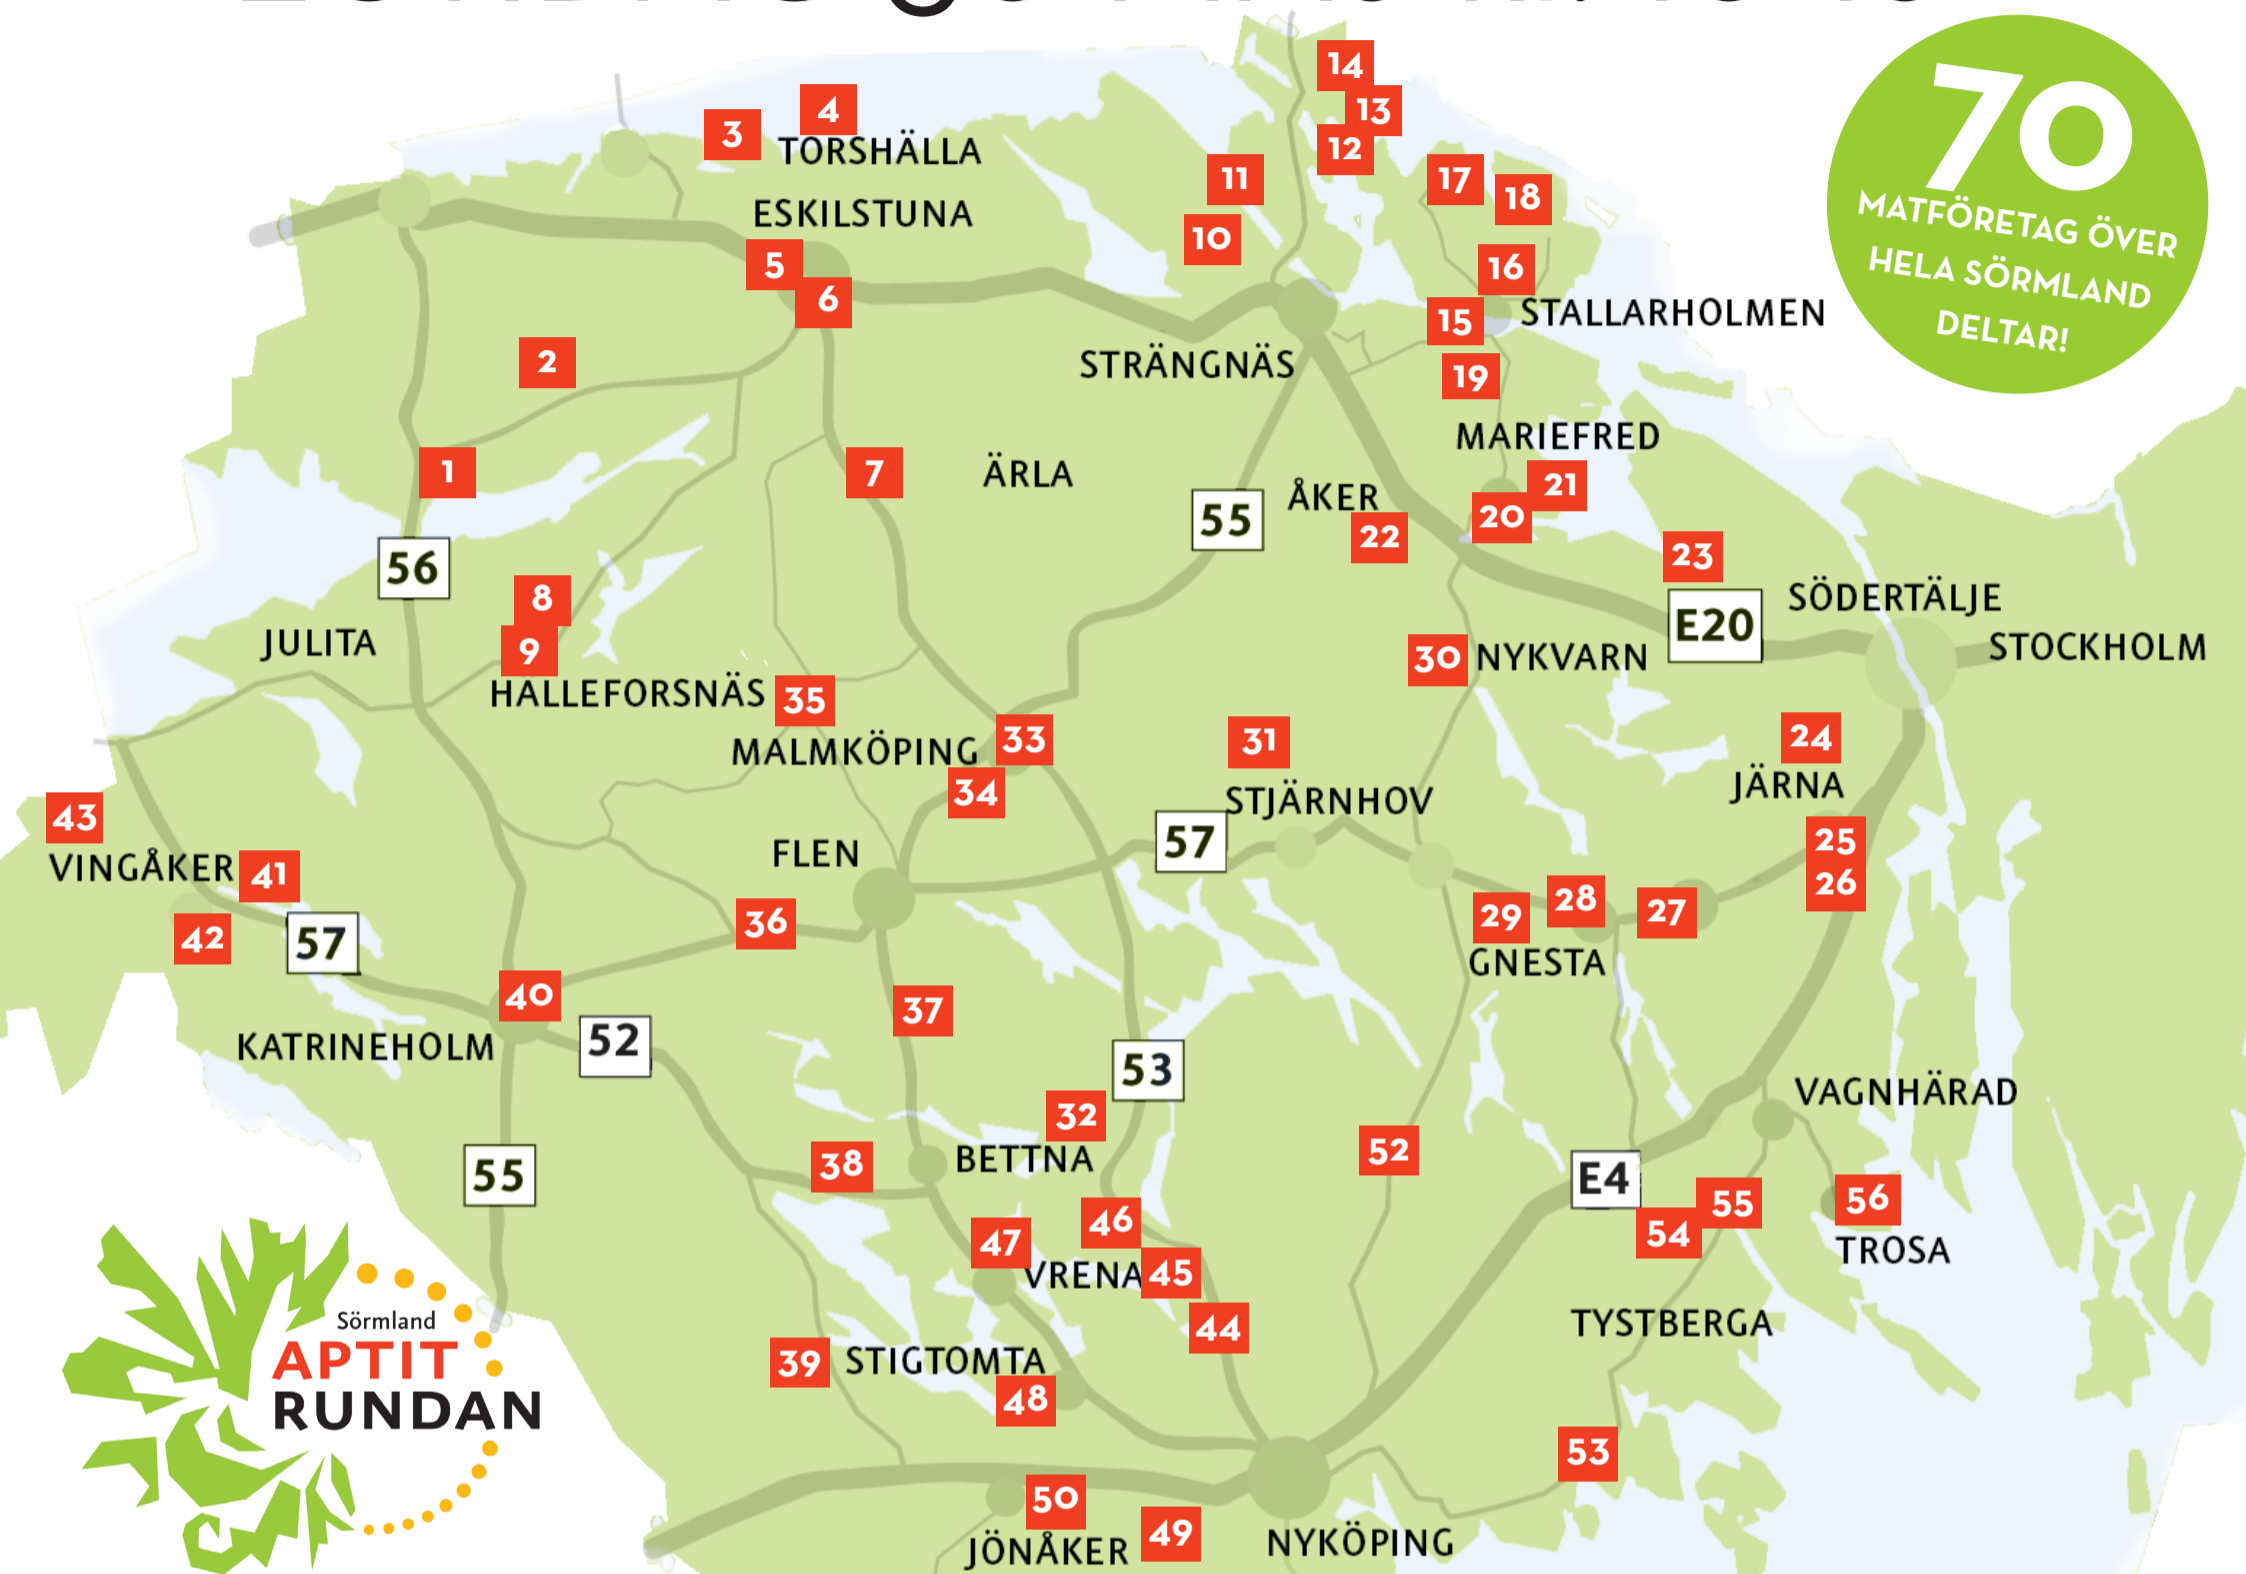 14
4
13
3
12
TORSHÄLLA
11
17
18
ESKILSTUNA
10
5
16
6
STALLARHOLMEN
15
2
STRÄNGNÄS
19
MARIEFRED
1
7
ÄRLA
21
ÅKER
55
20
22
23
56
8
SÖDERTÄLJE
E20
JULITA
9
30
NYKVARN
STOCKHOLM
HALLEFORSNÄS
35
33
31
24
MALMKÖPING
JÄRNA
34
STJÄRNHOV
43
57
25
FLEN
VINGÅKER
41
26
28
29
27
36
42
57
GNESTA
40
37
KATRINEHOLM
52
53
VAGNHÄRAD
32
52
BETTNA
38
55
E4
55
56
46
54
47
TROSA
VRENA
45
44
TYSTBERGA
39
STIGTOMTA
48
53
50
49
JÖNÅKER
NYKÖPING
70
MATFÖRETAG ÖVER
HELA SÖRMLAND
DELTAR!
Sörmland
APTIT
RUNDAN